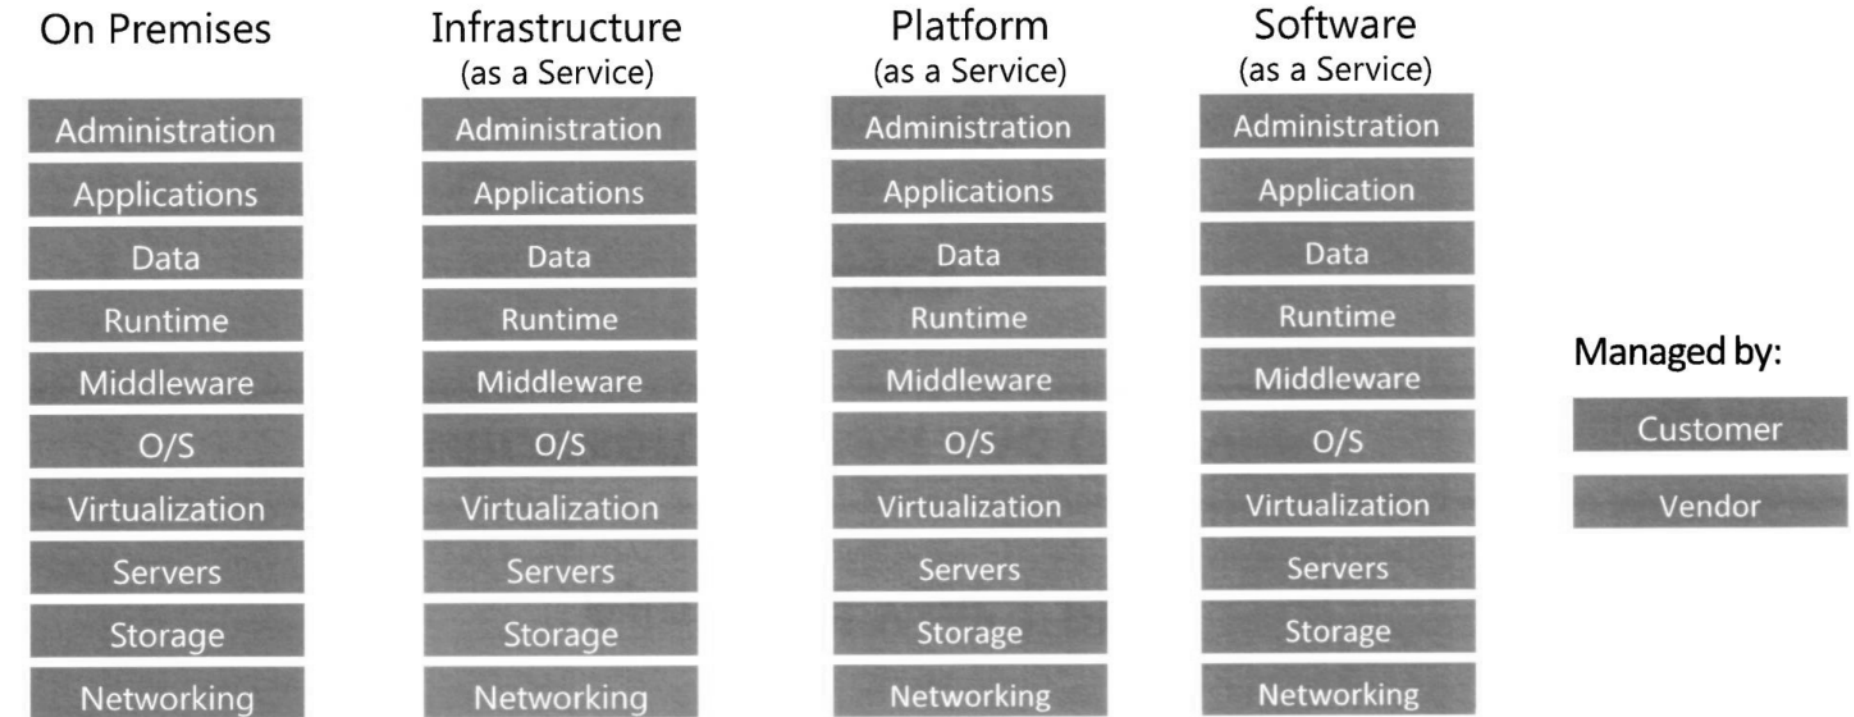 On Premises
Administration
Applications
Data
Runtime
Middleware
O/S
Virtualization
Servers
Storage
Networking
Infrastructure
(as a Service)
Administration
Applications
Data
Runtime
Middleware
O/S
Virtualization
Servers
Storage
Networking
Platform
(as a Service)
Administration
Applications
Data
Runtime
Middleware
O/S
Virtualization
Servers
Storage
Networking
Software
(as a Service)
Administration
Application
Data
Runtime
Middleware
O/S
Virtualization
Servers
Storage
Networking
Managed by:
Customer
Vendor